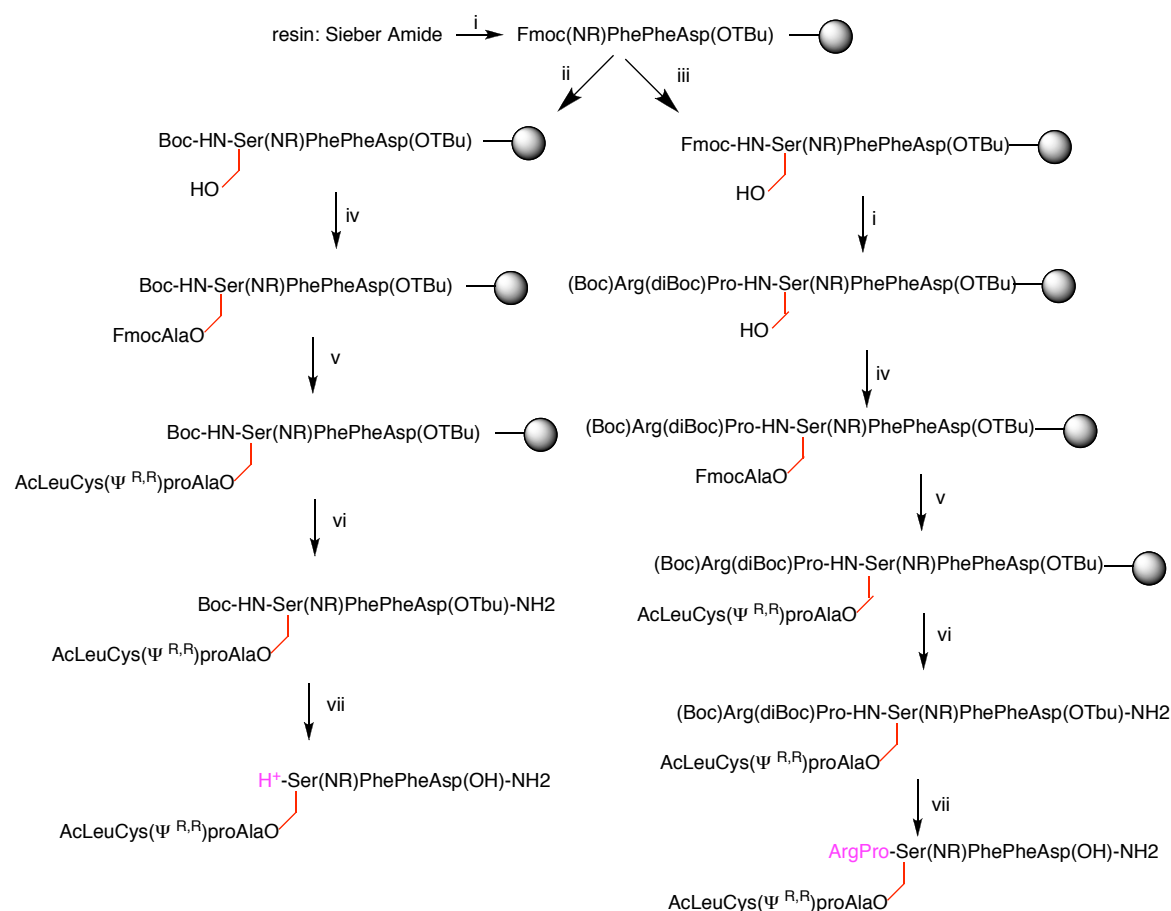 resin: Sieber Amide i Fmoc(NR)PhePheAsp(OTBu)
ii iii
Boc-HN-Ser(NR)PhePheAsp(OTBu) Fmoc-HN-Ser(NR)PhePheAsp(OTBu)
HO HO
iv i
Boc-HN-Ser(NR)PhePheAsp(OTBu) (Boc)Arg(diBoc)Pro-HN-Ser(NR)PhePheAsp(OTBu)
FmocAlaO HO
v iv
Boc-HN-Ser(NR)PhePheAsp(OTBu) (Boc)Arg(diBoc)Pro-HN-Ser(NR)PhePheAsp(OTBu)
AcLeuCys(Ψ R,R)proAlaO FmocAlaO
vi v
Boc-HN-Ser(NR)PhePheAsp(OTbu)-NH2 (Boc)Arg(diBoc)Pro-HN-Ser(NR)PhePheAsp(OTBu)
AcLeuCys(Ψ R,R)proAlaO AcLeuCys(Ψ R,R)proAlaO
vii vi
H+-Ser(NR)PhePheAsp(OH)-NH2 (Boc)Arg(diBoc)Pro-HN-Ser(NR)PhePheAsp(OTbu)-NH2
AcLeuCys(Ψ R,R)proAlaO AcLeuCys(Ψ R,R)proAlaO
vii
ArgPro-Ser(NR)PhePheAsp(OH)-NH2
AcLeuCys(Ψ R,R)proAlaO